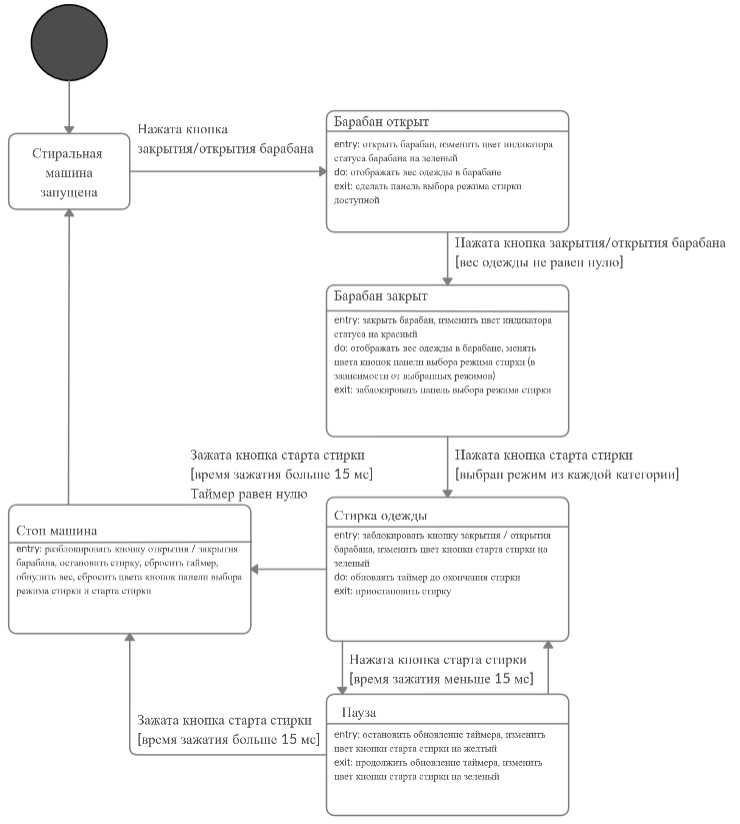 Стиральная
машина
запущена
Нажата кнопка
закрытия/открытия барабана
Барабан открыт
entry: открыть барабан, изменить цвет индикатора
статуса барабана на зеленый
do: отображать вес одежды в барабане
exit: сделать панель выбора режима стирки
доступной
Нажата кнопка закрытия/открытия барабана
[вес одежды не равен нулю]
Барабан закрыт
entry: закрыть барабан, изменить цвет индикатора
статуса на красный
do: отображать вес одежды в барабане, менять
цвета кнопок панели выбора режима стирки (в
зависимости от выбранных режимов)
exit: заблокировать панель выбора режима стирки
Зажата кнопка старта стирки
[время зажатия больше 15 мс]
Таймер равен нулю
Нажата кнопка старта стирки
[выбран режим из каждой категории]
Стоп машина
entry: разблокировать кнопку открытия / закрытия
барабана, остановить стирку, сбросить таймер,
обнулить вес, сбросить цвета кнопок панели выбора
режима стирки и старта стирки
Стирка одежды
entry: заблокировать кнопку закрытия / открытия
барабана, изменить цвет кнопки старта стирки на
зеленый
do: обновлять таймер до окончания стирки
exit: приостановить стирку
Нажата кнопка старта стирки
[время зажатия меньше 15 мс]
Зажата кнопка старта стирки
[время зажатия больше 15 мс]
Пауза
entry: остановить обновление таймера, изменить
цвет кнопки старта стирки на желтый
exit: продолжить обновление таймера, изменить
цвет кнопки старта стирки на зеленый